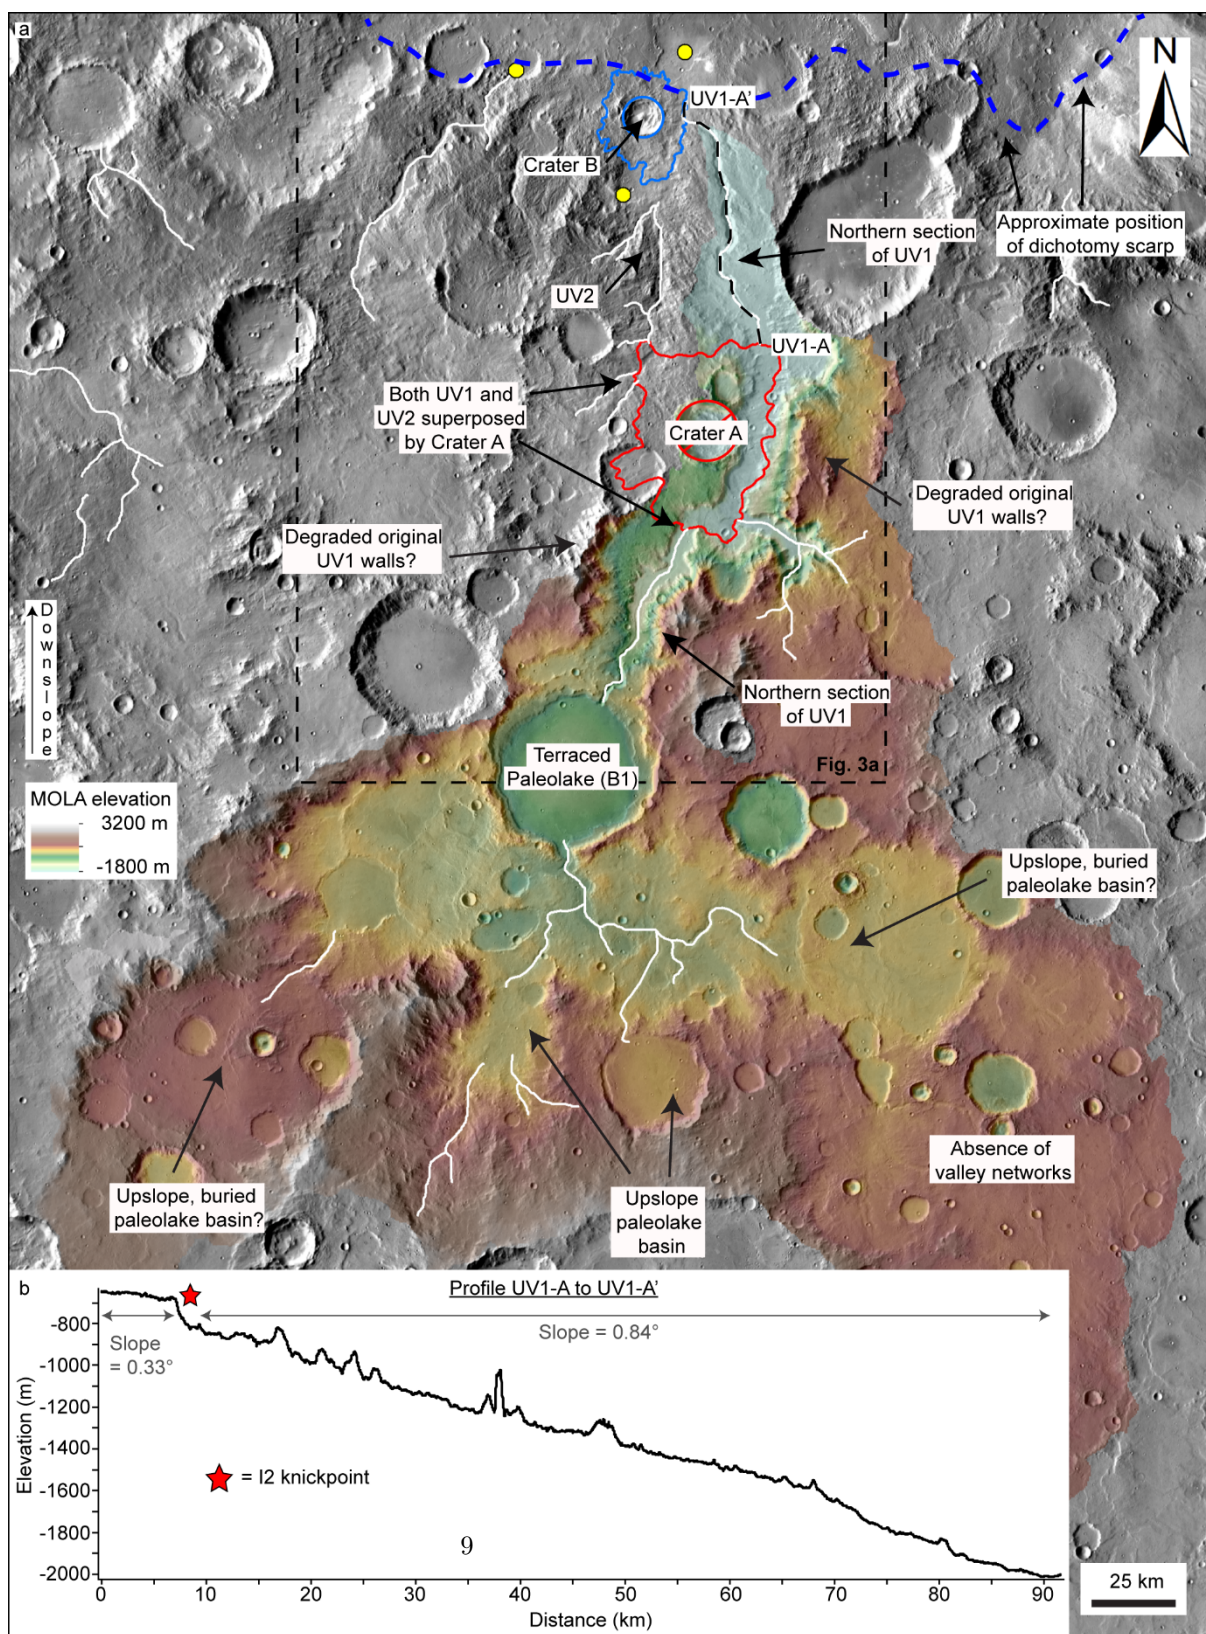 a
N
UV1-A'
Crater B
Northern section
of UV1
Approximate position
of dichotomy scarp
UV2
UV1-A
Both UV1 and
UV2 superposed
by Crater A
Crater A
Degraded original
UV1 walls?
Degraded original
UV1 walls?
Downslope
Northern section
of UV1
Terraced
Paleolake (B1)
Fig. 3a
MOLA elevation
3200 m
-1800 m
Upslope, buried
paleolake basin?
Absence of
valley networks
Upslope, buried
paleolake basin?
Upslope
paleolake
basin
b
Profile UV1-A to UV1-A'
Slope
= 0.33°
Slope = 0.84°
-800
-1000
-1200
-1400
-1600
-1800
-2000
Elevation (m)
= I2 knickpoint
9
0
10
20
30
40
50
60
70
80
90
Distance (km)
25 km